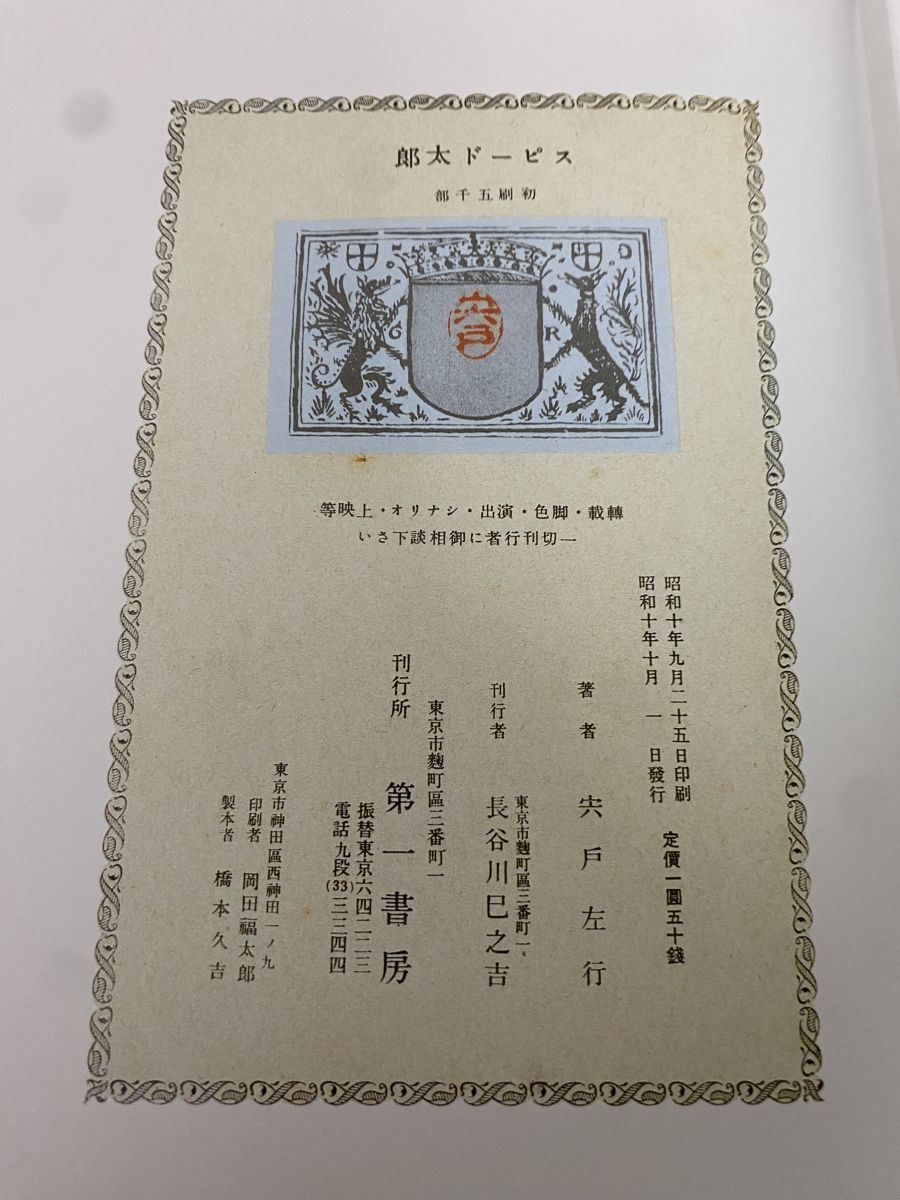 スピード太郎
初刷五千部
宍戸
G
R
轉載・脚色・演出・シナリオ・上映等
一切刊行者に御相談下さい
昭和十年九月二十五日印刷
昭和十年十月 一 日發行
定價一圓五十錢
著者 宍戸左行
東京市麴町區三番町一
刊行者 長谷川巳之吉
東京市麴町區三番町一
刊行所 第一書房
振替東京六四二二三
電話九段(33)三三四四
東京市神田區西神田一ノ九
印刷者 岡田福太郎
製本者 橋本久吉